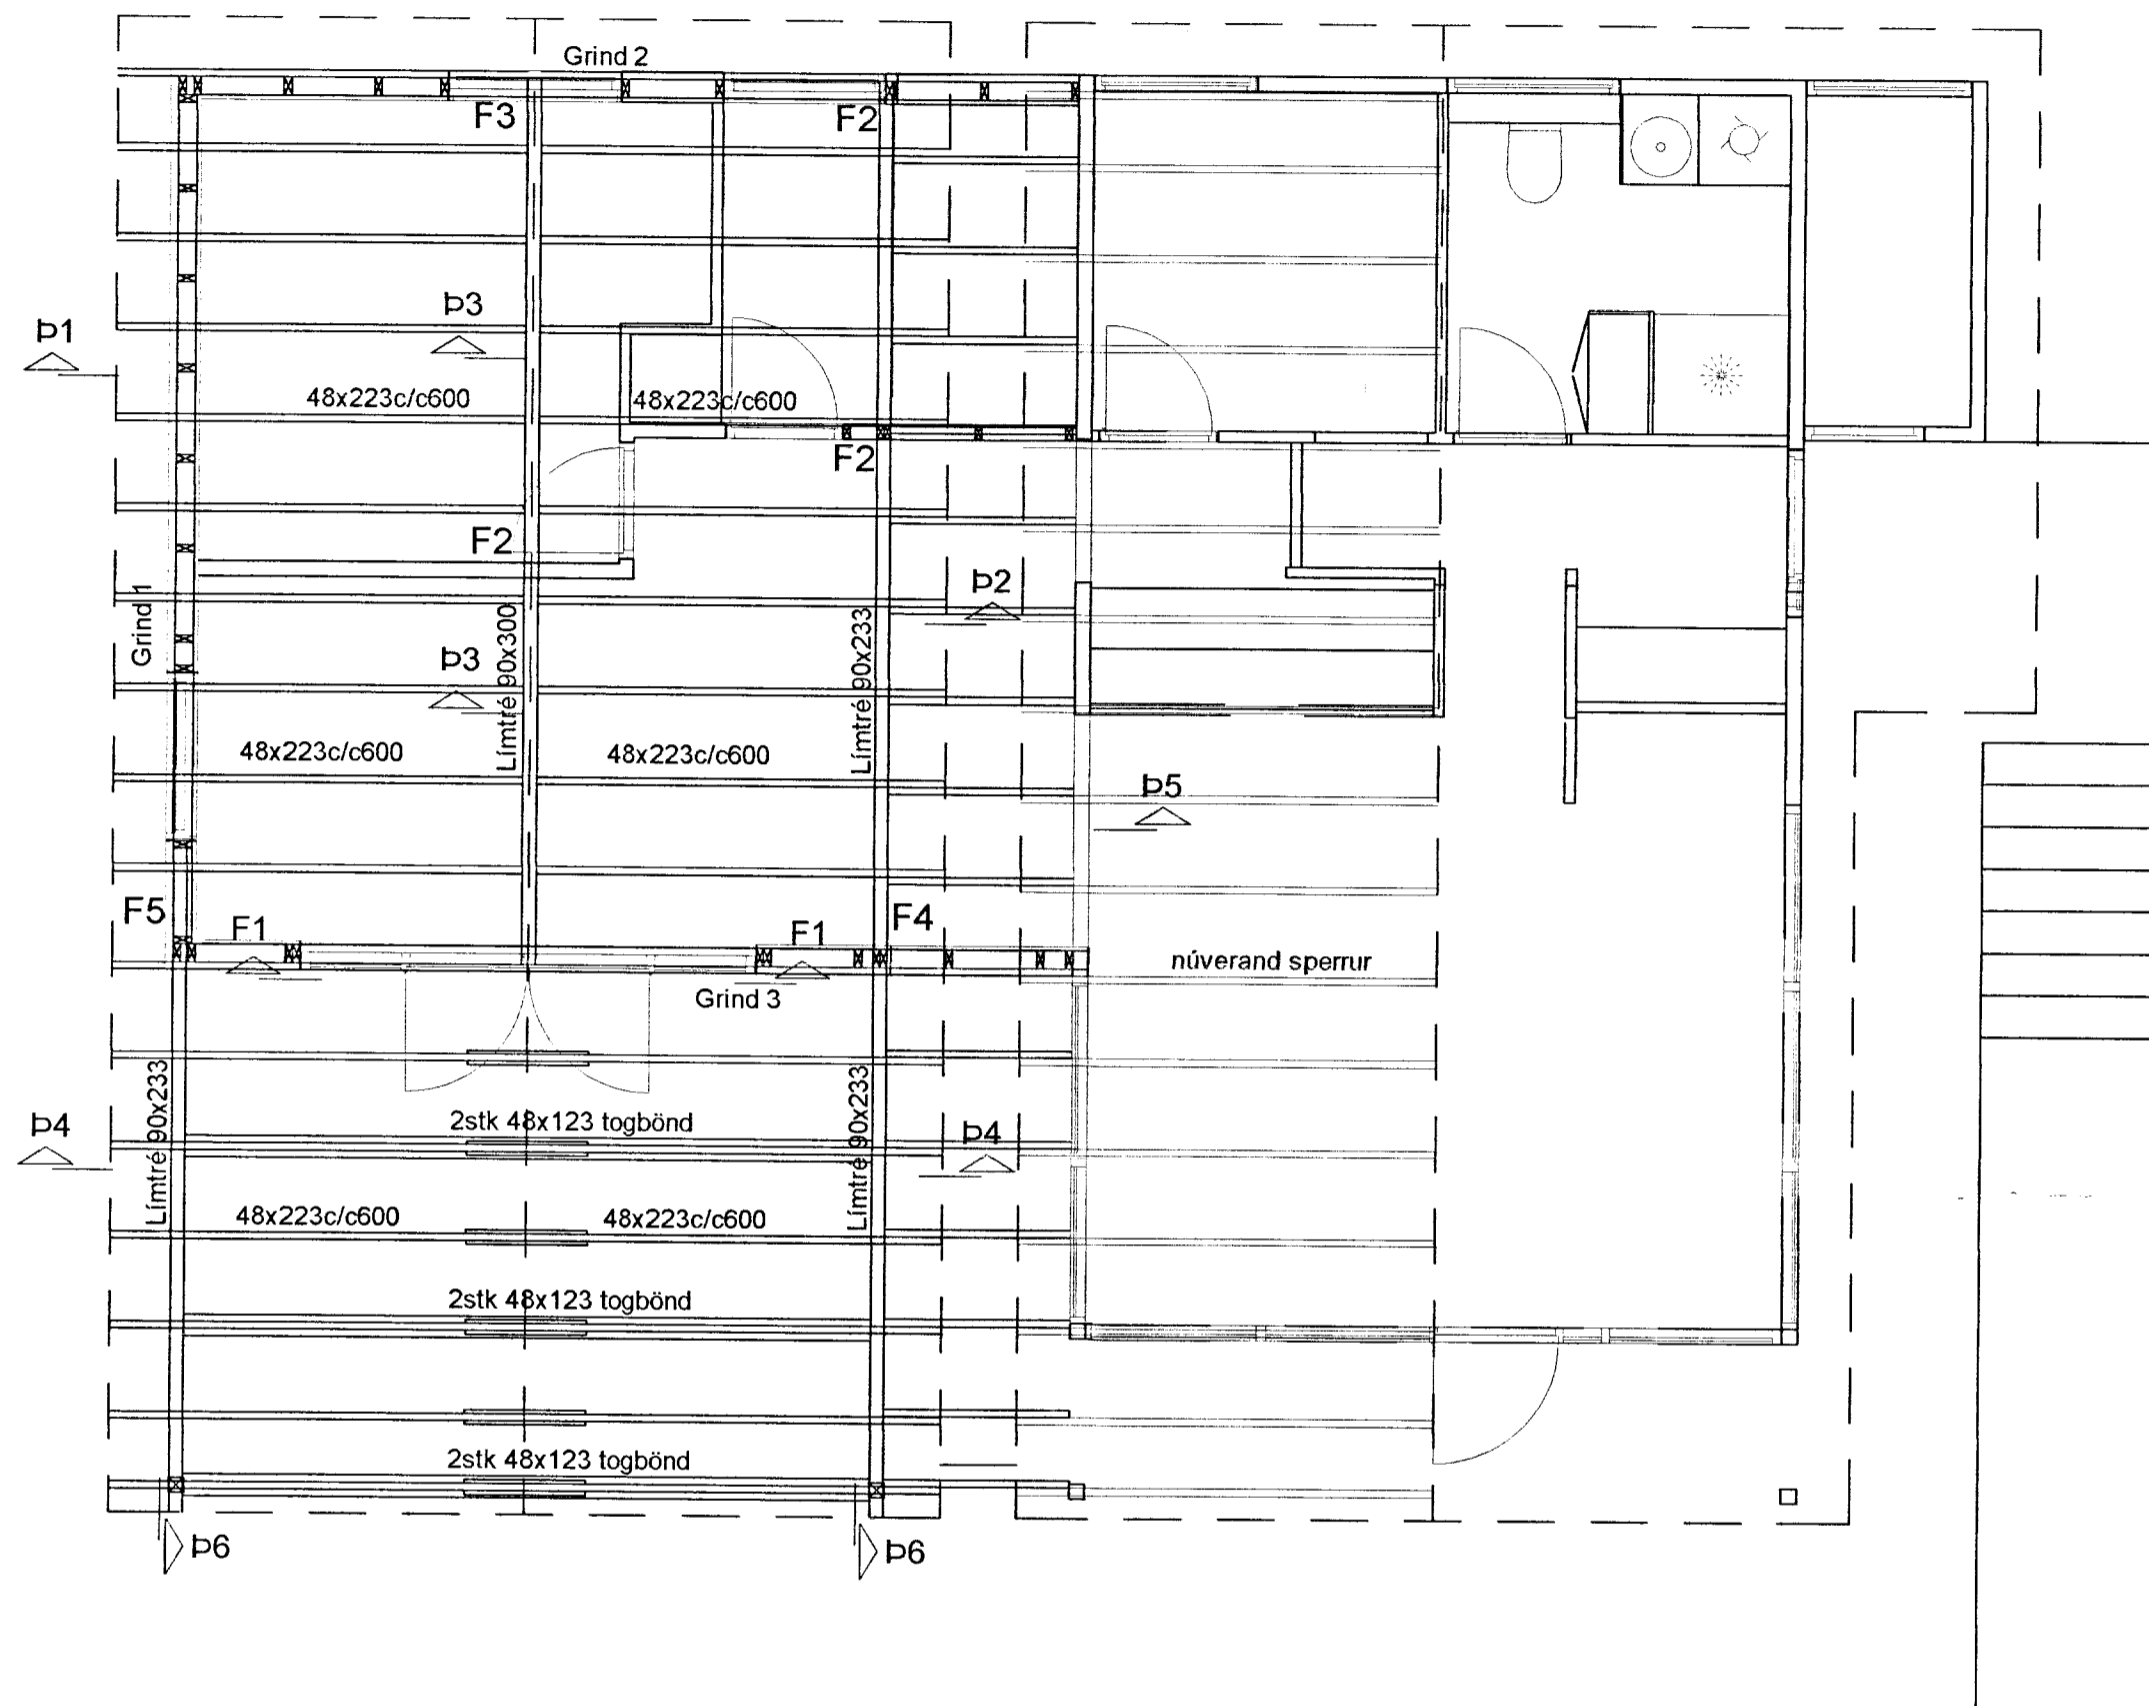 Grind 2
F3
F2
Þ3
Þ1
48x223c/c600
48x223c/c600
F2
F2
Þ2
Grind 1
Límtré 90x300
Límtré 90x233
Þ3
48x223c/c600
48x223c/c600
Þ5
F5
F1
F1
F4
núverand sperrur
Grind 3
Límtré 90x233
Límtré 90x233
2stk 48x123 togbönd
Þ4
Þ4
48x223c/c600
48x223c/c600
2stk 48x123 togbönd
2stk 48x123 togbönd
Þ6
Þ6